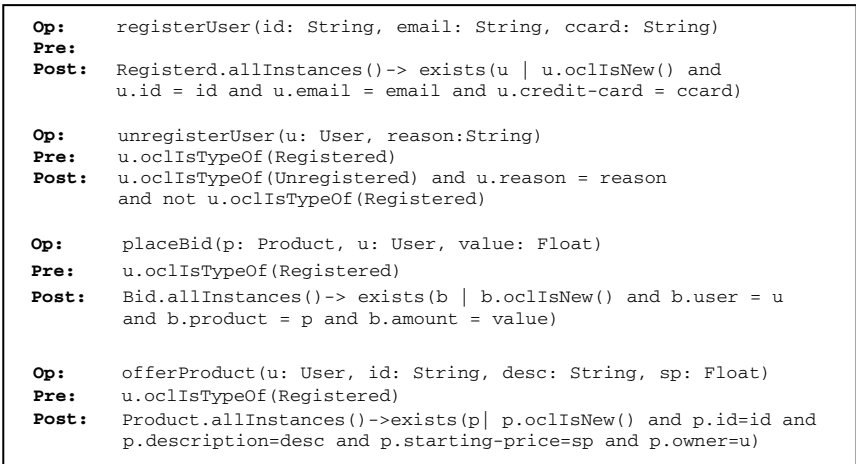 Op: registerUser(id: String, email: String, ccard: String)
Pre:
Post: Registerd.allInstances()-> exists(u | u.oclIsNew() and
u.id = id and u.email = email and u.credit-card = ccard)
Op: unregisterUser(u: User, reason:String)
Pre: u.oclIsTypeOf(Registered)
Post: u.oclIsTypeOf(Unregistered) and u.reason = reason
and not u.oclIsTypeOf(Registered)
Op: placeBid(p: Product, u: User, value: Float)
Pre: u.oclIsTypeOf(Registered)
Post: Bid.allInstances()-> exists(b | b.oclIsNew() and b.user = u
and b.product = p and b.amount = value)
Op: offerProduct(u: User, id: String, desc: String, sp: Float)
Pre: u.oclIsTypeOf(Registered)
Post: Product.allInstances()->exists(p| p.oclIsNew() and p.id=id and
p.description=desc and p.starting-price=sp and p.owner=u)